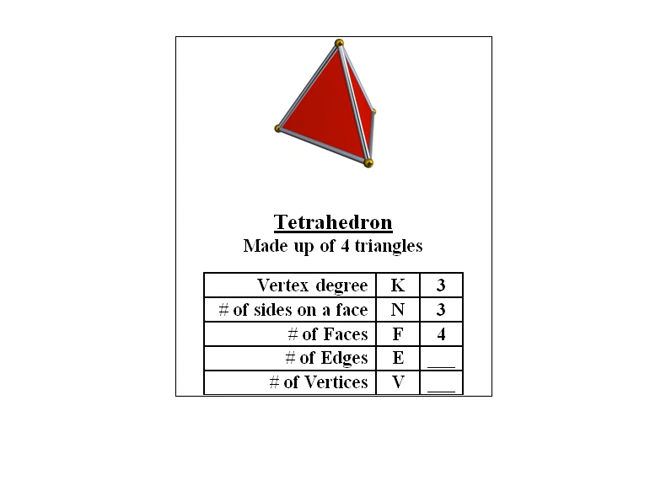 Tetrahedron
Made up of 4 triangles
Vertex degree K 3
# of sides on a face N 3
# of Faces F 4
# of Edges E ___
# of Vertices V ___